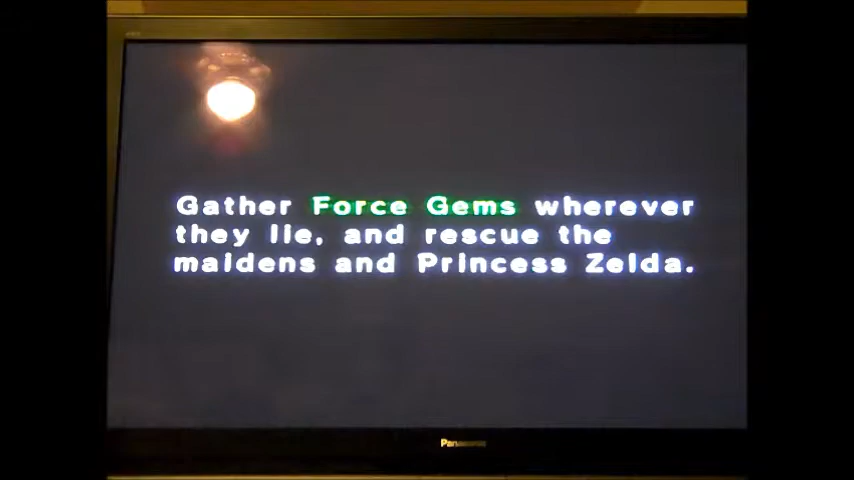 Gather Force Gems wherever
they lie, and rescue the
maidens and Princess Zelda.
Panasonic